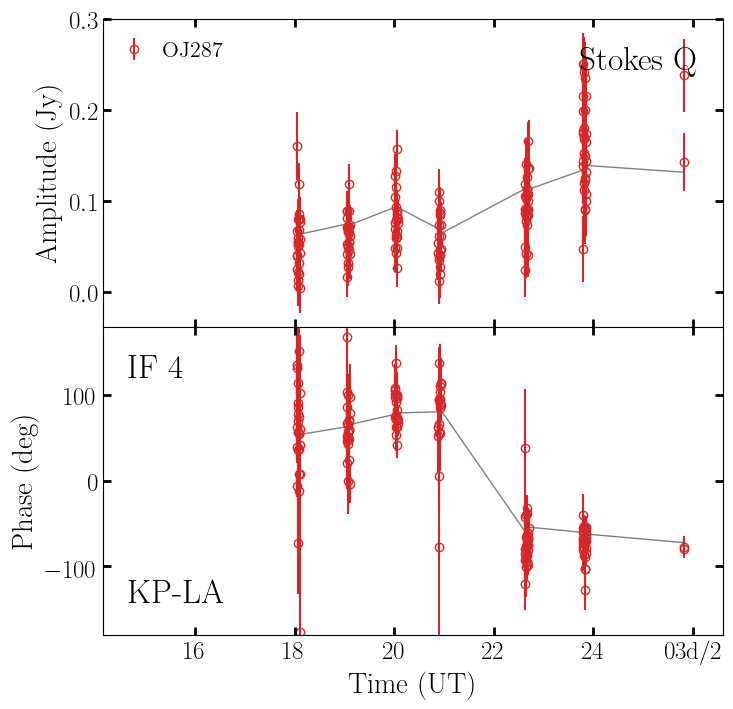 0.3
OJ287
Stokes Q
0.2
0.1
0.0
Amplitude (Jy)
IF 4
100
0
−100
Phase (deg)
KP-LA
16 18 20 22 24 03d/2
Time (UT)